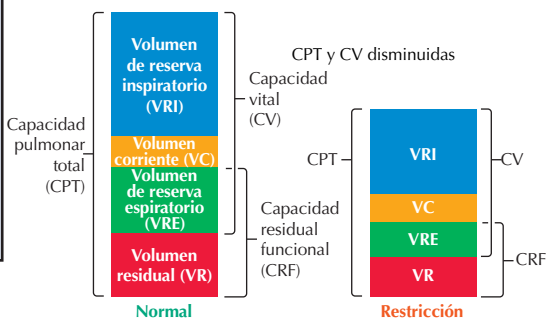 Capacidad
pulmonar
total
(CPT)
Volumen
de reserva
inspiratorio
(VRI)
Volumen
corriente (VC)
Volumen
de reserva
espiratorio
(VRE)
Volumen
residual (VR)
Normal
Capacidad
vital
(CV)
Capacidad
residual
funcional
(CRF)
CPT y CV disminuidas
CPT
VRI
VC
VRE
VR
CV
CRF
Restricción